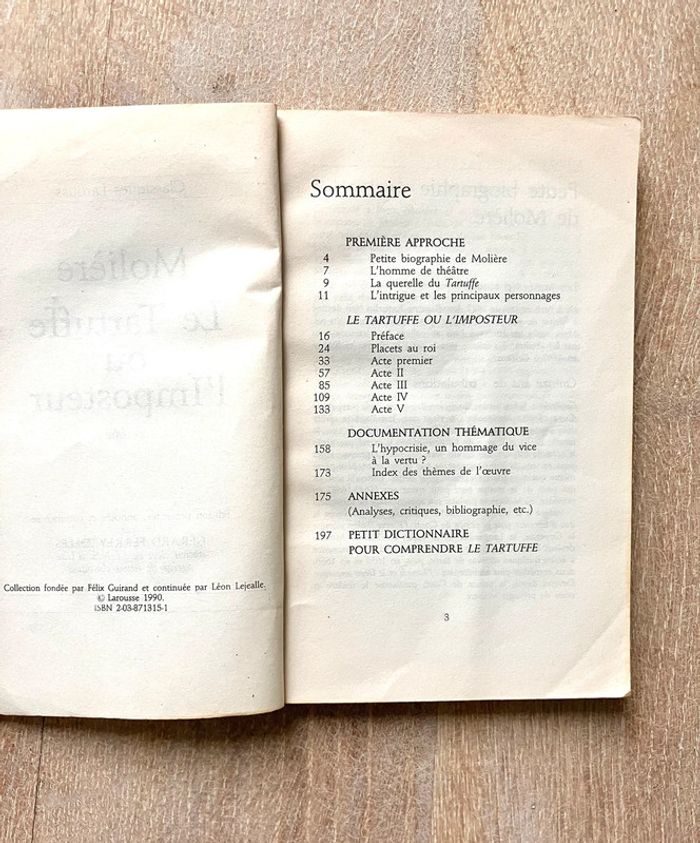 Collection fondée par Félix Guirand et continuée par Léon Lejealle.
© Larousse 1990.
ISBN 2-03-871315-1
Sommaire
PREMIÈRE APPROCHE
4 Petite biographie de Molière
7 L'homme de théâtre
9 La querelle du Tartuffe
11 L'intrigue et les principaux personnages
LE TARTUFFE OU L'IMPOSTEUR
16 Préface
24 Placets au roi
33 Acte premier
57 Acte II
85 Acte III
109 Acte IV
133 Acte V
DOCUMENTATION THÉMATIQUE
158 L'hypocrisie, un hommage du vice
à la vertu ?
173 Index des thèmes de l'œuvre
175 ANNEXES
(Analyses, critiques, bibliographie, etc.)
197 PETIT DICTIONNAIRE
POUR COMPRENDRE LE TARTUFFE
3